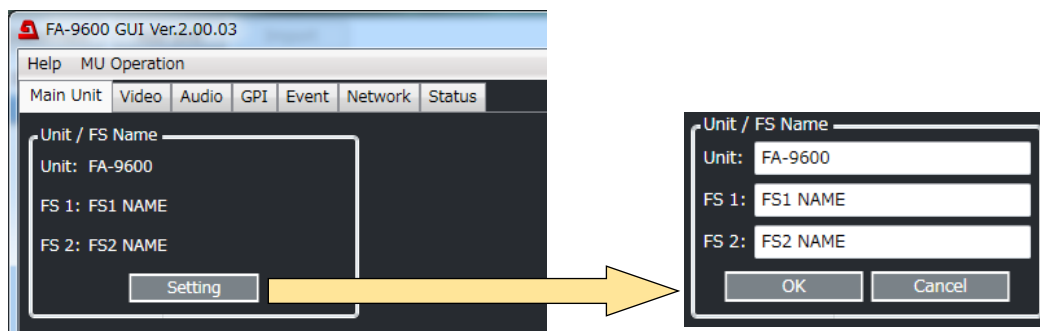 FA-9600 GUI Ver.2.00.03
Help MU Operation
Main Unit Video Audio GPI Event Network Status
Unit / FS Name
Unit: FA-9600
FS 1: FS1 NAME
FS 2: FS2 NAME
Setting
Unit / FS Name
Unit: FA-9600
FS 1: FS1 NAME
FS 2: FS2 NAME
OK Cancel